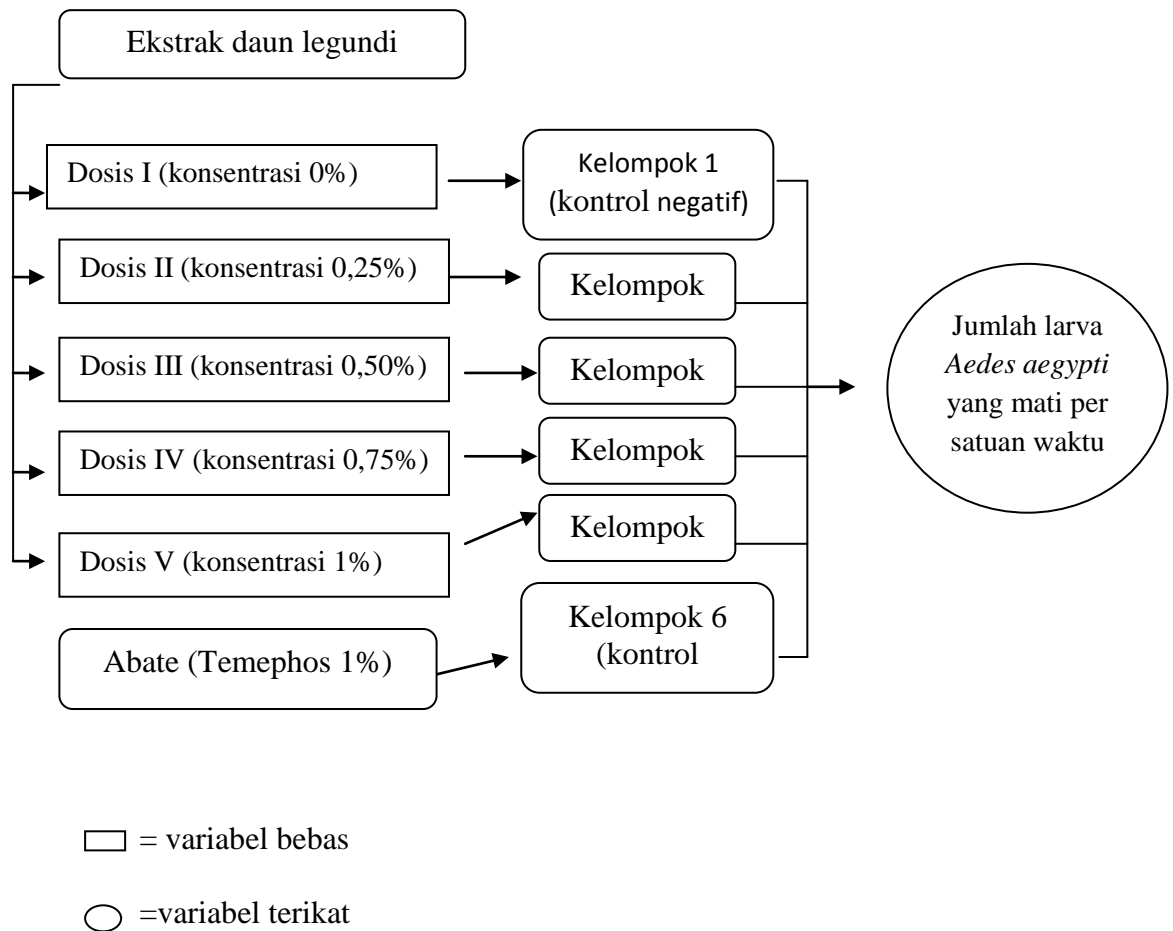 Ekstrak daun legundi
Dosis I (konsentrasi 0%)
Kelompok 1
(kontrol negatif)
Dosis II (konsentrasi 0,25%)
Kelompok
Dosis III (konsentrasi 0,50%)
Kelompok
Dosis IV (konsentrasi 0,75%)
Kelompok
Dosis V (konsentrasi 1%)
Kelompok
Abate (Temephos 1%)
Kelompok 6
(kontrol
Jumlah larva
Aedes aegypti
yang mati per
satuan waktu
= variabel bebas
=variabel terikat